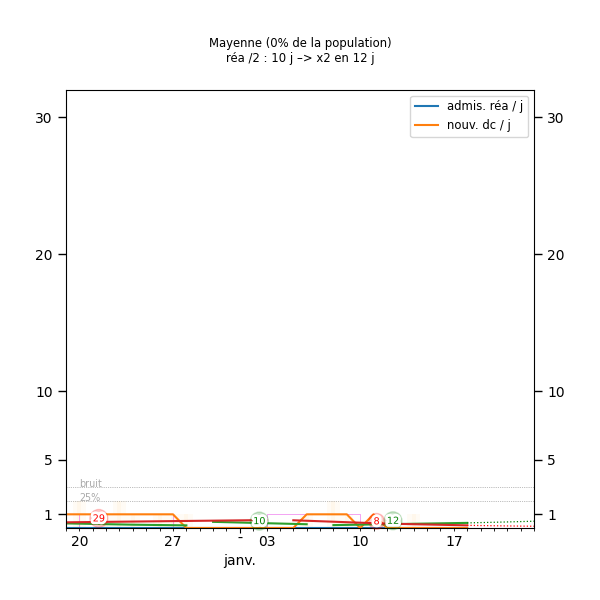 Mayenne (0% de la population)
réa /2 : 10 j –> x2 en 12 j
admis. réa / j
nouv. dc / j
30 30
20 20
10 10
5 5
bruit
25%
1 29 10 8 12 1
20 27 - 03 10 17
janv.